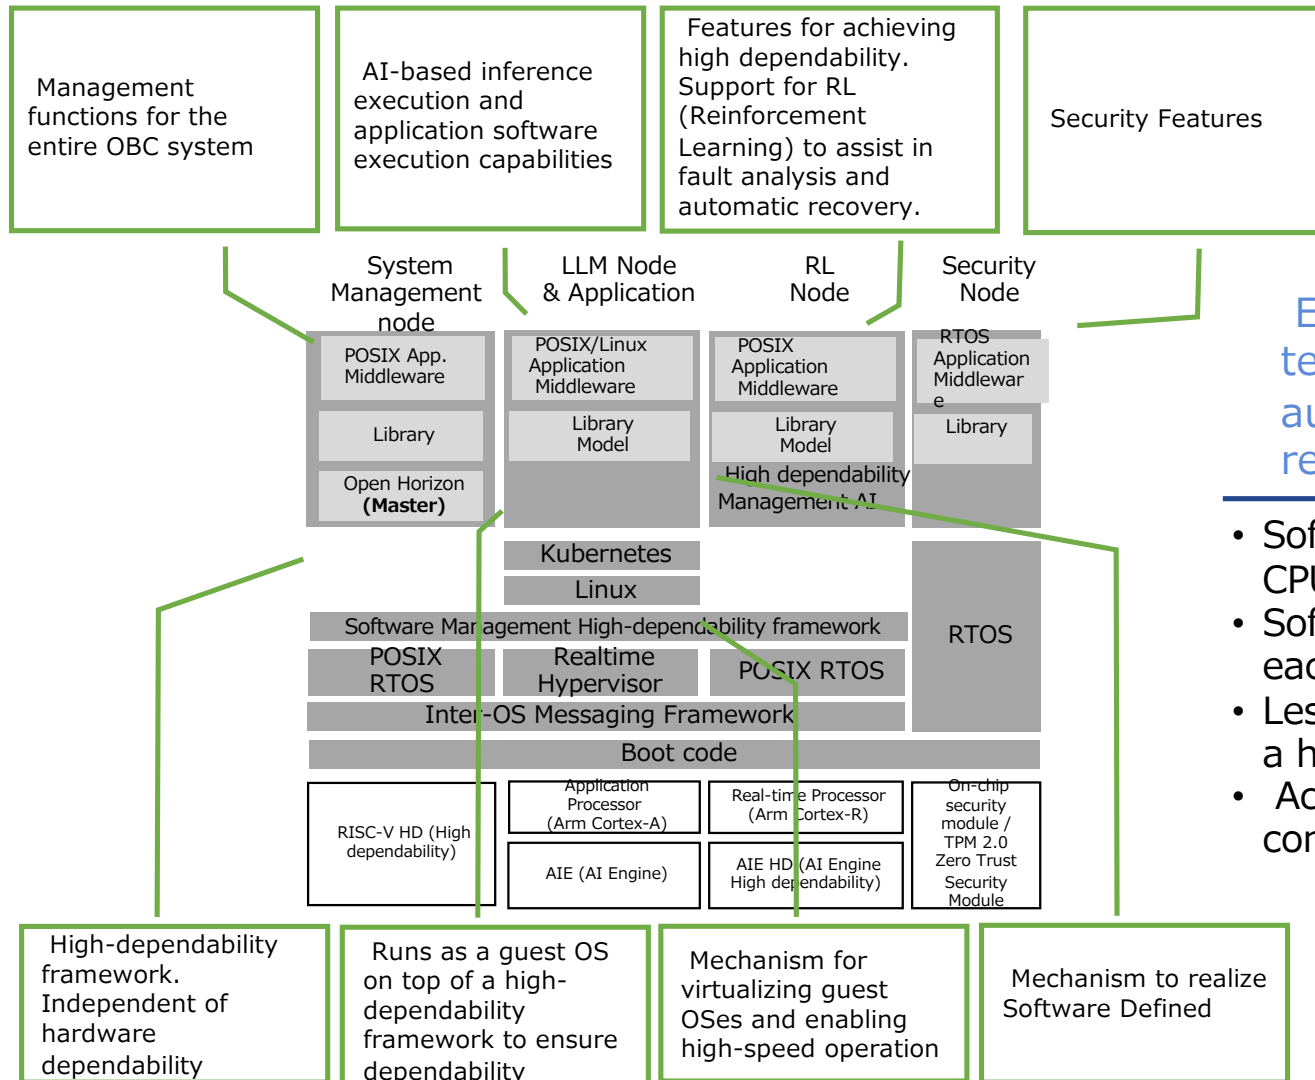 Management
functions for the
entire OBC system
AI-based inference
execution and
application software
execution capabilities
Features for achieving
high dependability.
Support for RL
(Reinforcement
Learning) to assist in
fault analysis and
automatic recovery.
Security Features
System
Management
node
LLM Node
& Application
RL
Node
Security
Node
POSIX App.
Middleware
Library
Open Horizon
(Master)
POSIX/Linux
Application
Middleware
Library
Model
POSIX
Application
Middleware
Library
Model
High dependability
Management AI
RTOS
Application
Middlewar
e
Library
Kubernetes
Linux
Software Management High-dependability framework
POSIX
RTOS
Realtime
Hypervisor
POSIX RTOS
RTOS
Inter-OS Messaging Framework
Boot code
RISC-V HD (High
dependability)
Application
Processor
(Arm Cortex-A)
AIE (AI Engine)
Real-time Processor
(Arm Cortex-R)
AIE HD (AI Engine
High dependability)
On-chip
security
module /
TPM 2.0
Zero Trust
Security
Module
High-dependability
framework.
Independent of
hardware
dependability
Runs as a guest OS
on top of a high-
dependability
framework to ensure
dependability
Mechanism for
virtualizing guest
OSes and enabling
high-speed operation
Mechanism to realize
Software Defined